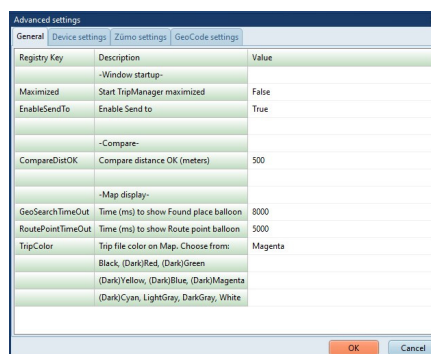 Advanced settings
General Device settings Zūmo settings GeoCode settings
Registry Key Description Value
-Window startup-
Maximized Start TripManager maximized False
EnableSendTo Enable Send to True
-Compare-
CompareDistOK Compare distance OK (meters) 500
-Map display-
GeoSearchTimeOut Time (ms) to show Found place balloon 8000
RoutePointTimeOut Time (ms) to show Route point balloon 5000
TripColor Trip file color on Map. Choose from: Magenta
Black, (Dark)Red, (Dark)Green
(Dark)Yellow, (Dark)Blue, (Dark)Magenta
(Dark)Cyan, LightGray, DarkGray, White
OK Cancel